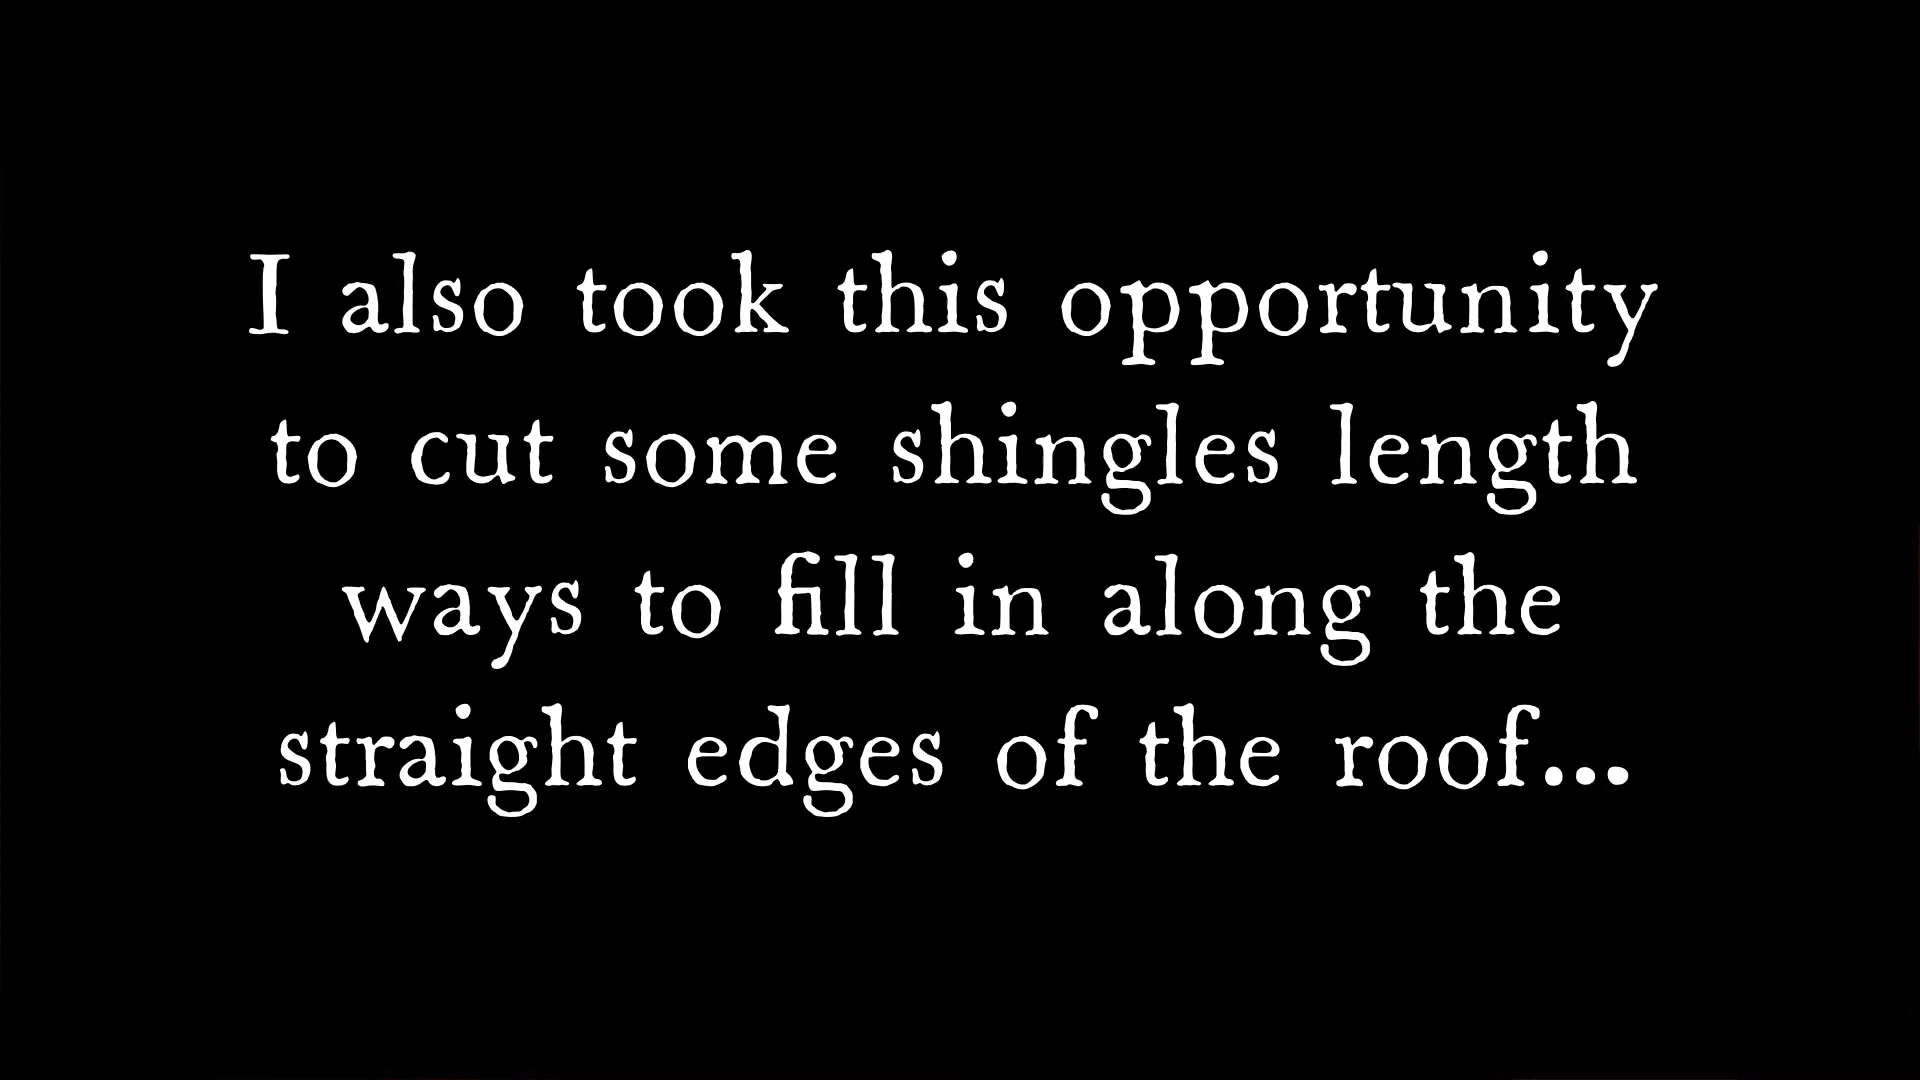 I also took this opportunity
to cut some shingles length
ways to fill in along the
straight edges of the roof...